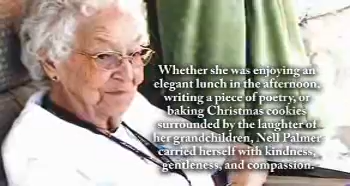 Whether she was enjoying an
elegant lunch in the afternoon,
writing a piece of poetry, or
baking Christmas cookies
surrounded by the laughter of
her grandchildren, Nell Palmer
carried herself with kindness,
gentleness, and compassion.